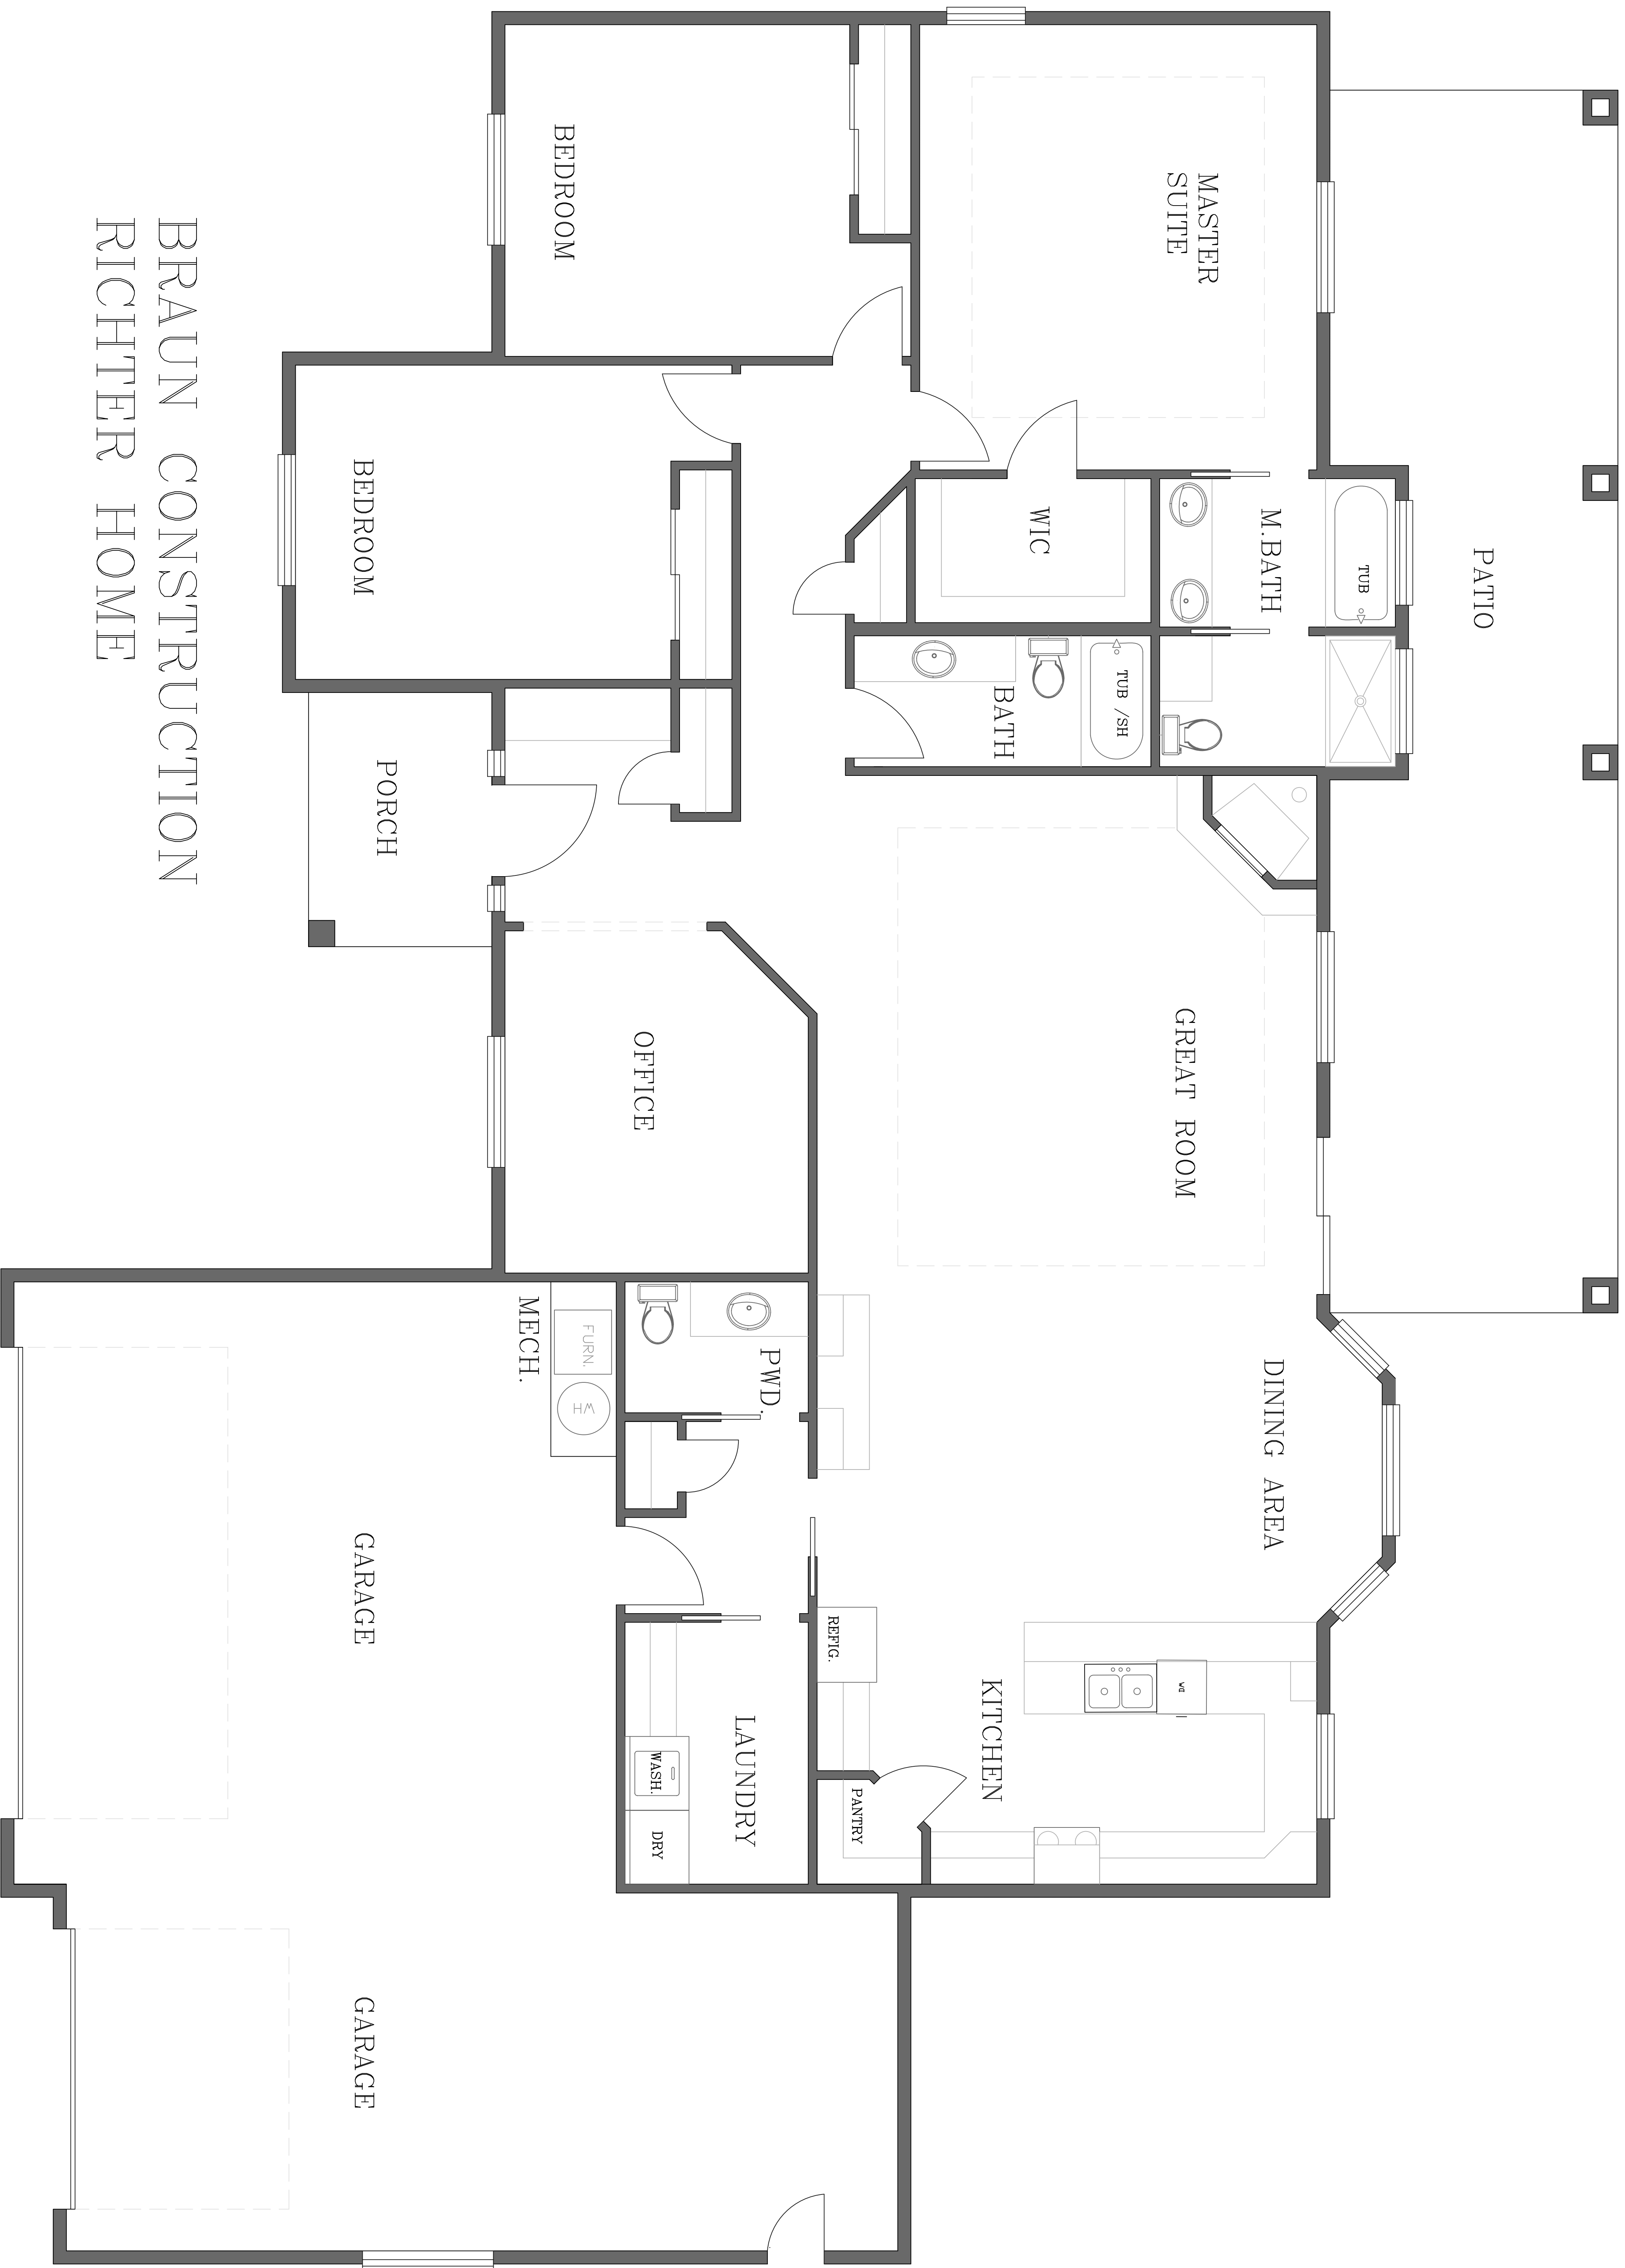 PATIO
MASTER
SUITE
M.BATH
TUB
WIC
BATH
TUB /SH
GREAT ROOM
DINING AREA
KITCHEN
REFIG.
PANTRY
BEDROOM
BEDROOM
PORCH
OFFICE
PWD.
MECH.
FURN.
WH
LAUNDRY
WASH.
DRY
GARAGE
GARAGE
BRAUN CONSTRUCTION
RICHTER HOME